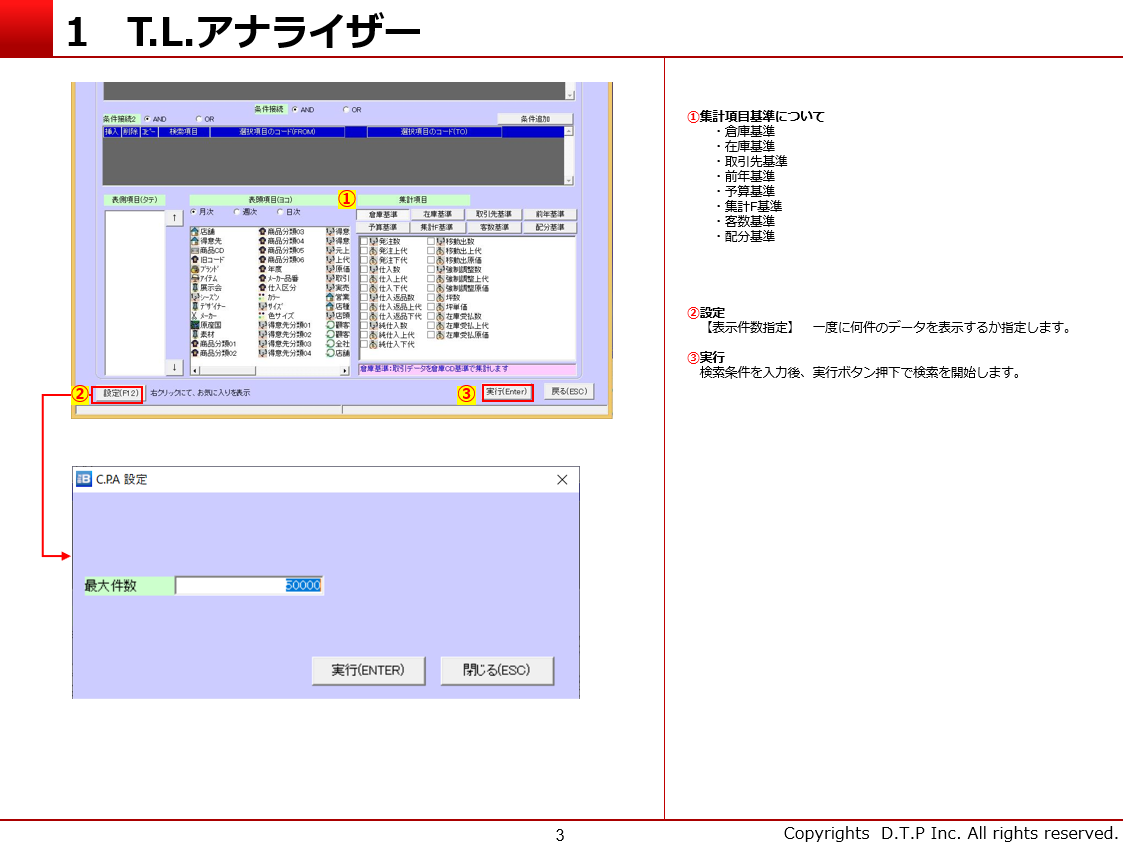 1 T.L.アナライザー
条件接続 AND OR
条件接続2 AND OR
条件追加
挿入 削除 ｺﾋﾟｰ 検索項目 選択項目のコード(FROM) 選択項目のコード(TO)
表側項目(タテ) 表頭項目(ヨコ) ① 集計項目
↑ 月次 週次 日次
倉庫基準 在庫基準 取引先基準 前年基準
予算基準 集計F基準 客数基準 配分基準
店舗 商品分類03 得意
得意先 商品分類04 得意
商品CD 商品分類05 元上
旧コード 商品分類06 上代
ﾌﾞﾗﾝﾄﾞ 年度 原価
ｱｲﾃﾑ ﾒｰｶｰ品番 取引
展示会 仕入区分 実売
ｼｰｽﾞﾝ ｶﾗｰ 営業
ﾃﾞｻﾞｲﾅｰ ｻｲｽﾞ 店種
ﾒｰｶｰ 色サイズ 店頭
原産国 得意先分類01 顧客
素材 得意先分類02 顧客
商品分類01 得意先分類03 全社
商品分類02 得意先分類04 店舗
発注数 移動出数
発注上代 移動出上代
発注下代 移動出原価
仕入数 強制調整数
仕入上代 強制調整上代
仕入下代 強制調整原価
仕入返品数 坪数
仕入返品上代 坪単価
仕入返品下代 在庫受払数
純仕入数 在庫受払上代
純仕入上代 在庫受払原価
純仕入下代
↓
倉庫基準:取引データを倉庫CD基準で集計します
② 設定(F12) 右クリックにて、お気に入りを表示 ③ 実行(Enter) 戻る(ESC)
C.P.A 設定
最大件数 50000
実行(ENTER) 閉じる(ESC)
①集計項目基準について
・倉庫基準
・在庫基準
・取引先基準
・前年基準
・予算基準
・集計F基準
・客数基準
・配分基準
②設定
【表示件数指定】 一度に何件のデータを表示するか指定します。
③実行
検索条件を入力後、実行ボタン押下で検索を開始します。
3
Copyrights D.T.P Inc. All rights reserved.